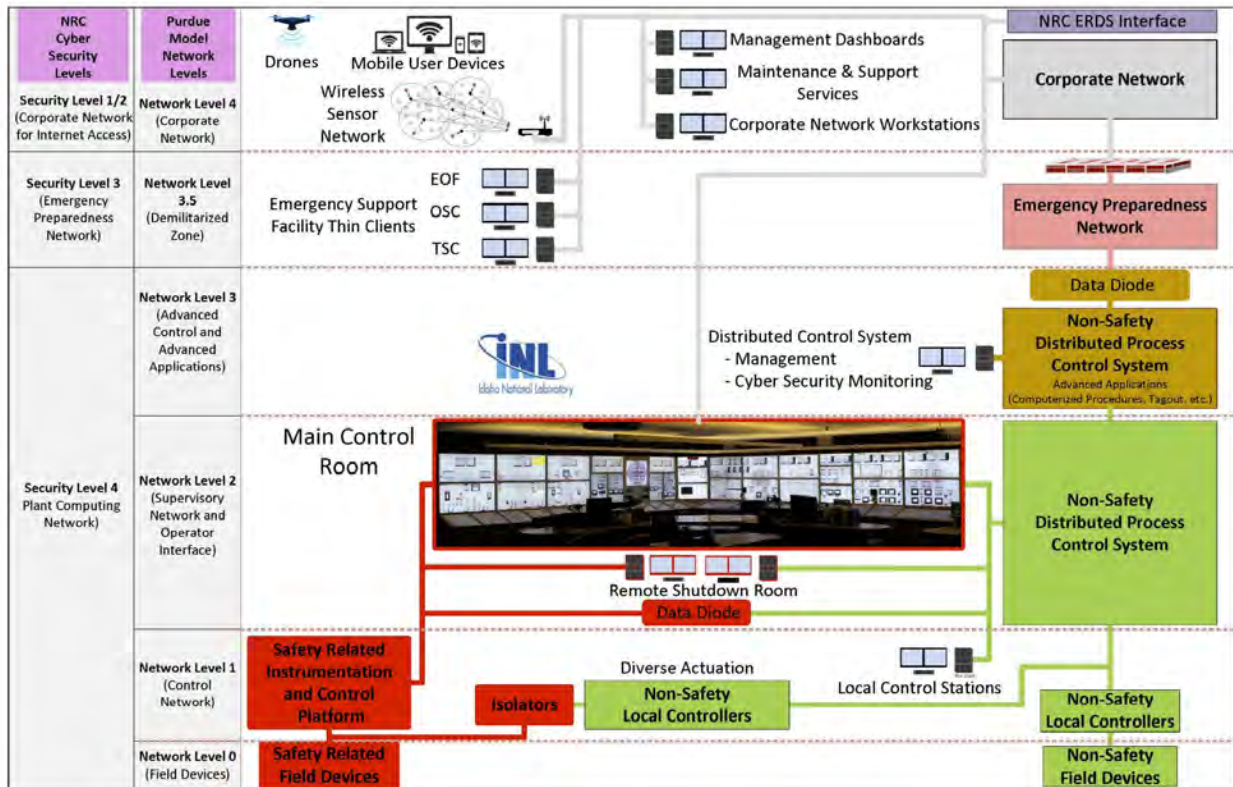 NRC
Cyber
Security
Levels
Purdue
Model
Network
Levels
Security Level 1/2
(Corporate Network
for Internet Access)
Network Level 4
(Corporate
Network)
Drones
Mobile User Devices
Wireless
Sensor
Network
Management Dashboards
Maintenance & Support
Services
Corporate Network Workstations
NRC ERDS Interface
Corporate Network
Security Level 3
(Emergency
Preparedness
Network)
Network Level
3.5
(Demilitarized
Zone)
Emergency Support
Facility Thin Clients
EOF
OSC
TSC
Emergency Preparedness
Network
Security Level 4
Plant Computing
Network)
Network Level 3
(Advanced
Control and
Advanced
Applications)
INL
Idaho National Laboratory
Distributed Control System
- Management
- Cyber Security Monitoring
Data Diode
Non-Safety
Distributed Process
Control System
Advanced Applications
(Computerized Procedures, Tagout, etc.)
Network Level 2
(Supervisory
Network and
Operator
Interface)
Main Control
Room
Remote Shutdown Room
Data Diode
Non-Safety
Distributed Process
Control System
Network Level 1
(Control
Network)
Safety Related
Instrumentation
and Control
Platform
Isolators
Diverse Actuation
Non-Safety
Local Controllers
Local Control Stations
Non-Safety
Local Controllers
Network Level 0
(Field Devices)
Safety Related
Field Devices
Non-Safety
Field Devices